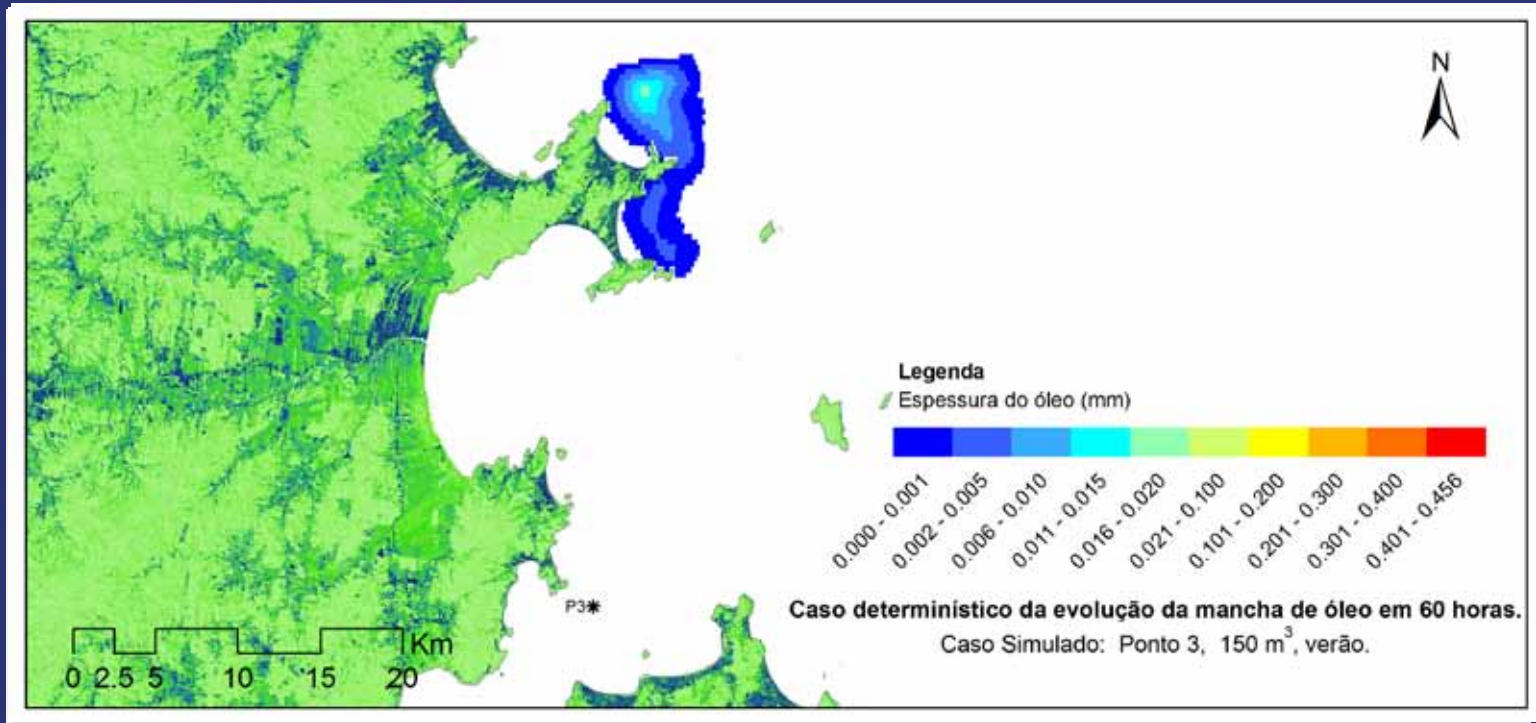 N
Legenda
Espessura do óleo (mm)
0.000 - 0.001
0.002 - 0.005
0.006 - 0.010
0.011 - 0.015
0.016 - 0.020
0.021 - 0.100
0.101 - 0.200
0.201 - 0.300
0.301 - 0.400
0.401 - 0.456
P3
Caso determinístico da evolução da mancha de óleo em 60 horas.
Caso Simulado: Ponto 3, 150 m³, verão.
Km
0 2.5 5 10 15 20